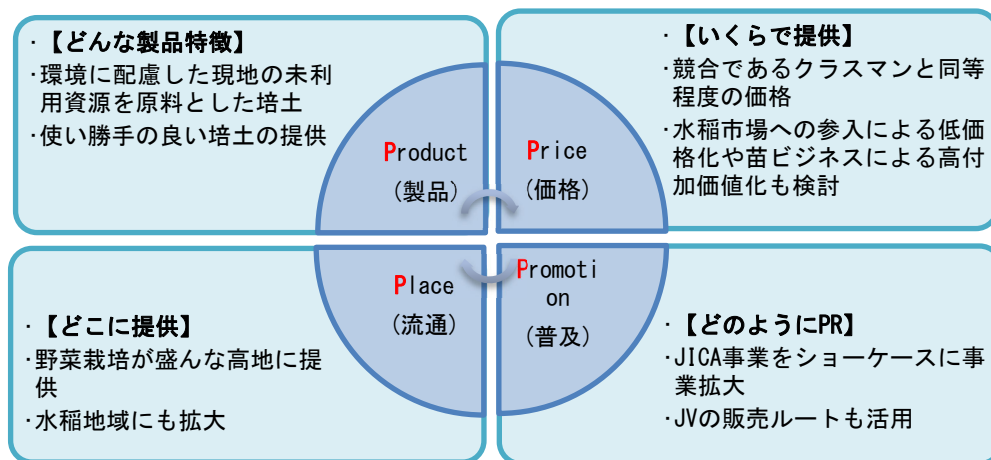 ・【どんな製品特徴】
・環境に配慮した現地の未利
用資源を原料とした培土
・使い勝手の良い培土の提供
Product
(製品)
・【いくらで提供】
・競合であるクラスマンと同等
程度の価格
・水稲市場への参入による低価
格化や苗ビジネスによる高付
加価値化も検討
Price
(価格)
・【どこに提供】
・野菜栽培が盛んな高地に提
供
・水稲地域にも拡大
Place
(流通)
Promoti
on
(普及)
・【どのようにPR】
・JICA事業をショーケースに事
業拡大
・JVの販売ルートも活用